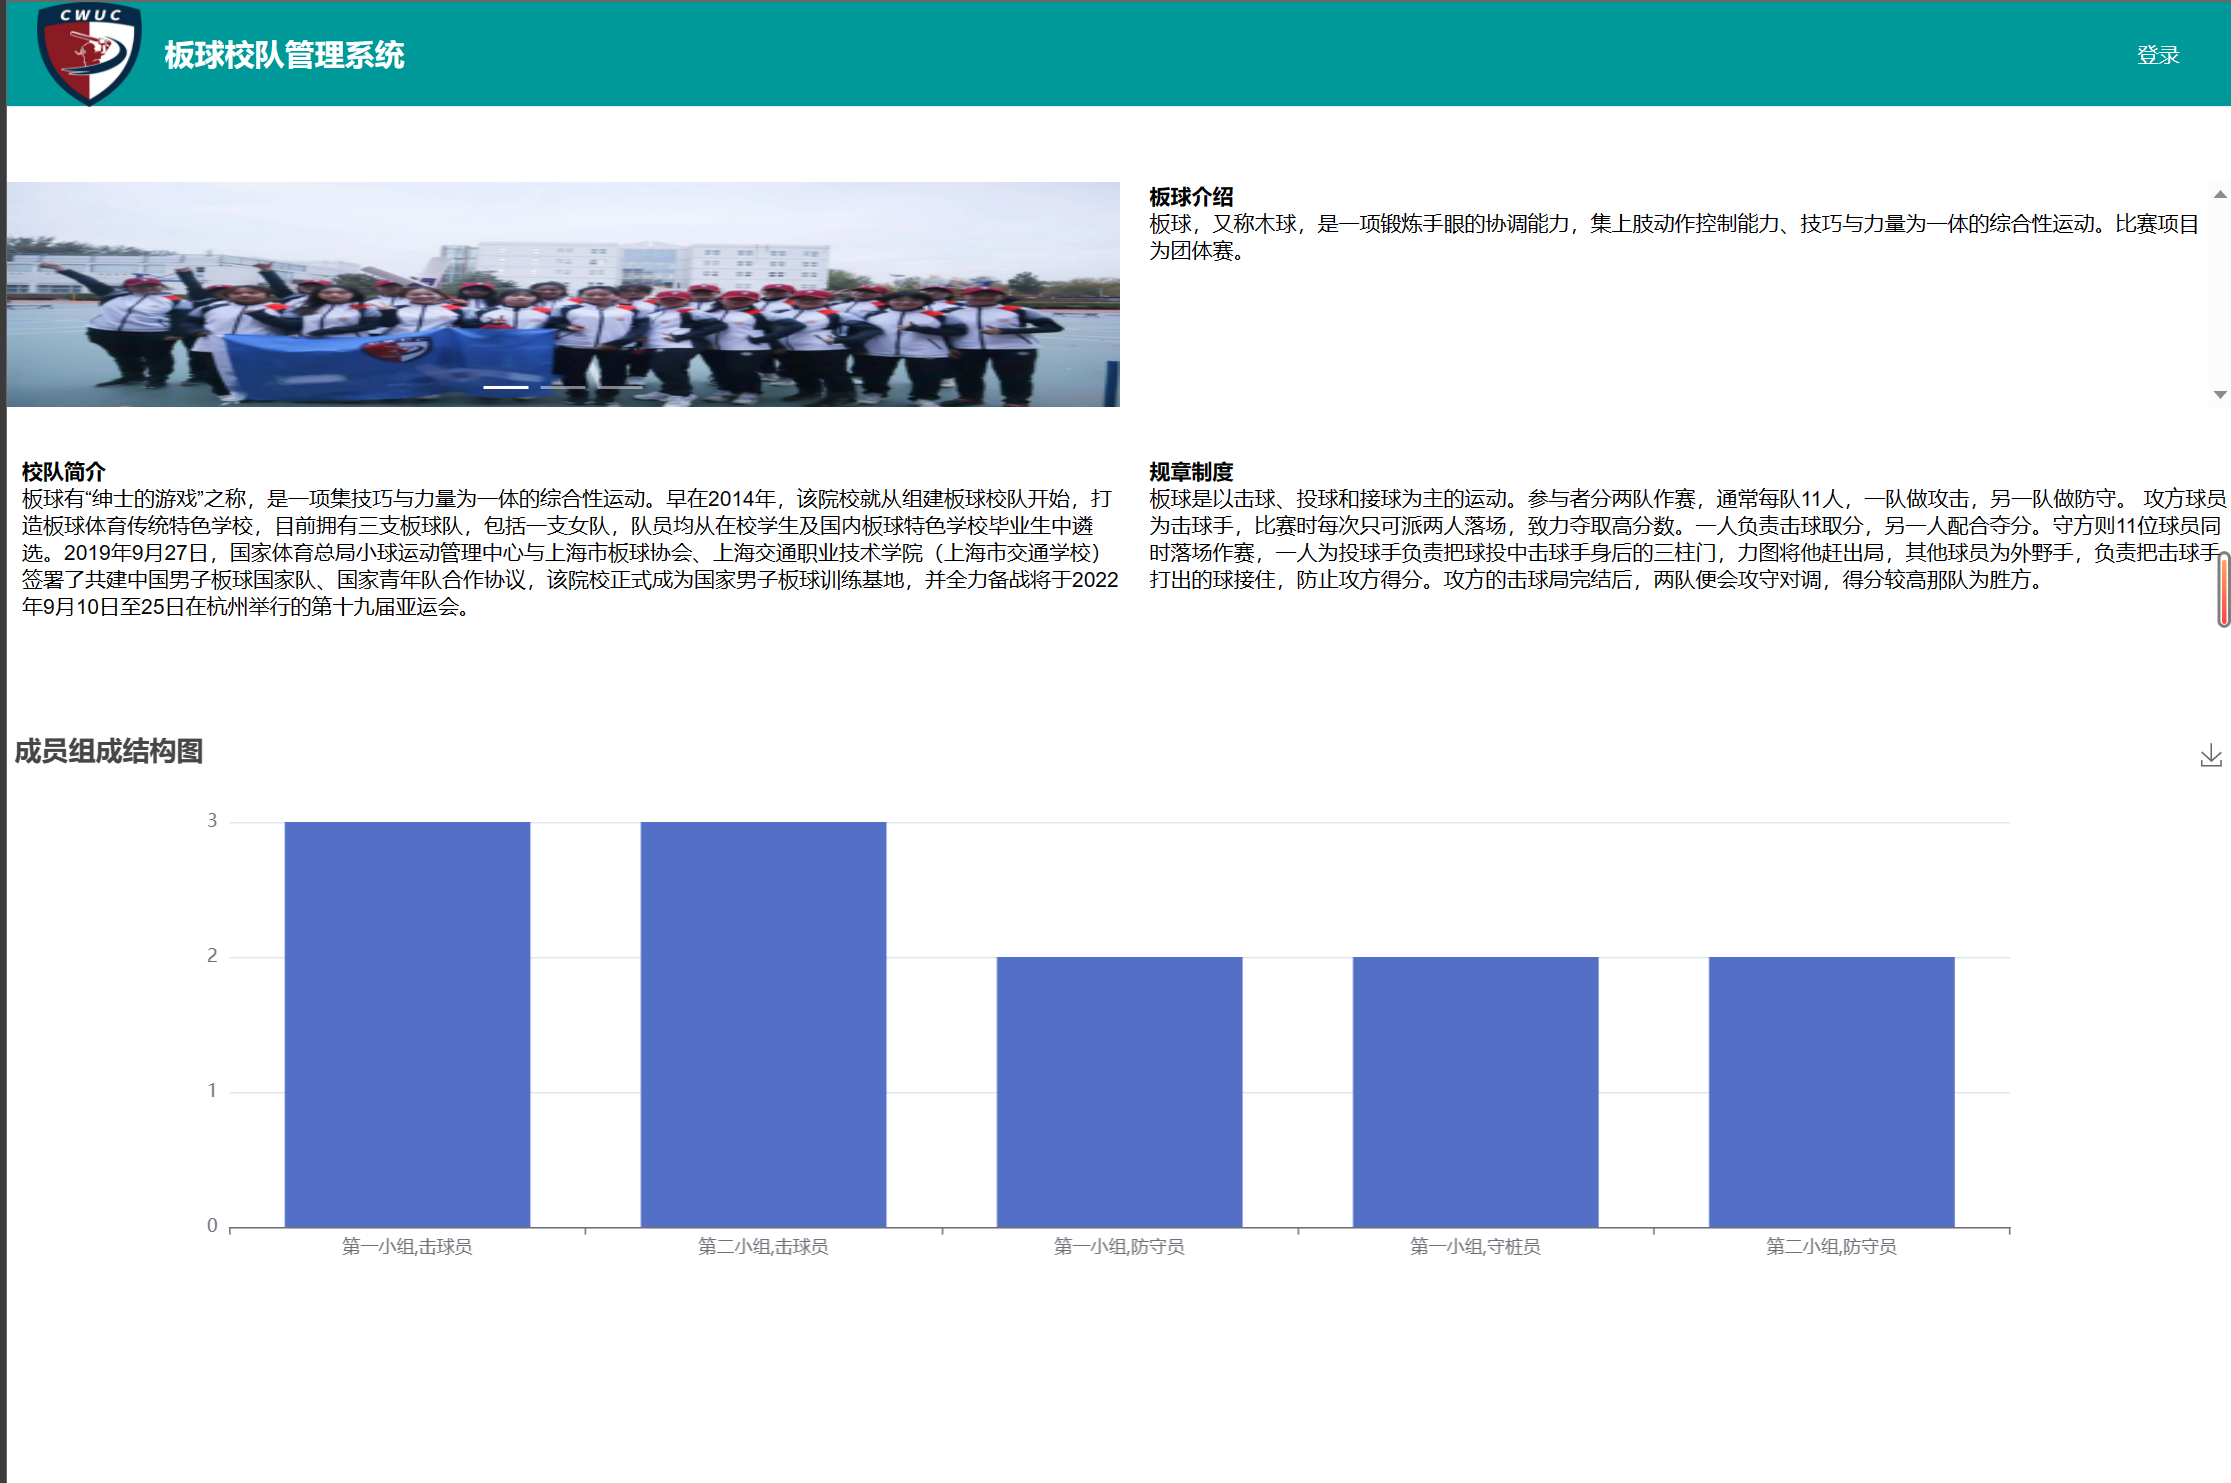 CWUC
板球校队管理系统
登录
板球介绍
板球，又称木球，是一项锻炼手眼的协调能力，集上肢动作控制能力、技巧与力量为一体的综合性运动。比赛项目
为团体赛。
校队简介
板球有“绅士的游戏”之称，是一项集技巧与力量为一体的综合性运动。早在2014年，该院校就从组建板球校队开始，打
造板球体育传统特色学校，目前拥有三支板球队，包括一支女队，队员均从在校学生及国内板球特色学校毕业生中遴
选。2019年9月27日，国家体育总局小球运动管理中心与上海市板球协会、上海交通职业技术学院（上海市交通学校）
签署了共建中国男子板球国家队、国家青年队合作协议，该院校正式成为国家男子板球训练基地，并全力备战将于2022
年9月10日至25日在杭州举行的第十九届亚运会。
规章制度
板球是以击球、投球和接球为主的运动。参与者分两队作赛，通常每队11人，一队做攻击，另一队做防守。 攻方球员
为击球手，比赛时每次只可派两人落场，致力夺取高分数。一人负责击球取分，另一人配合夺分。守方则11位球员同
时落场作赛，一人为投球手负责把球投中击球手身后的三柱门，力图将他赶出局，其他球员为外野手，负责把击球手
打出的球接住，防止攻方得分。攻方的击球局完结后，两队便会攻守对调，得分较高那队为胜方。
成员组成结构图
3
2
1
0
第一小组,击球员
第二小组,击球员
第一小组,防守员
第一小组,守桩员
第二小组,防守员